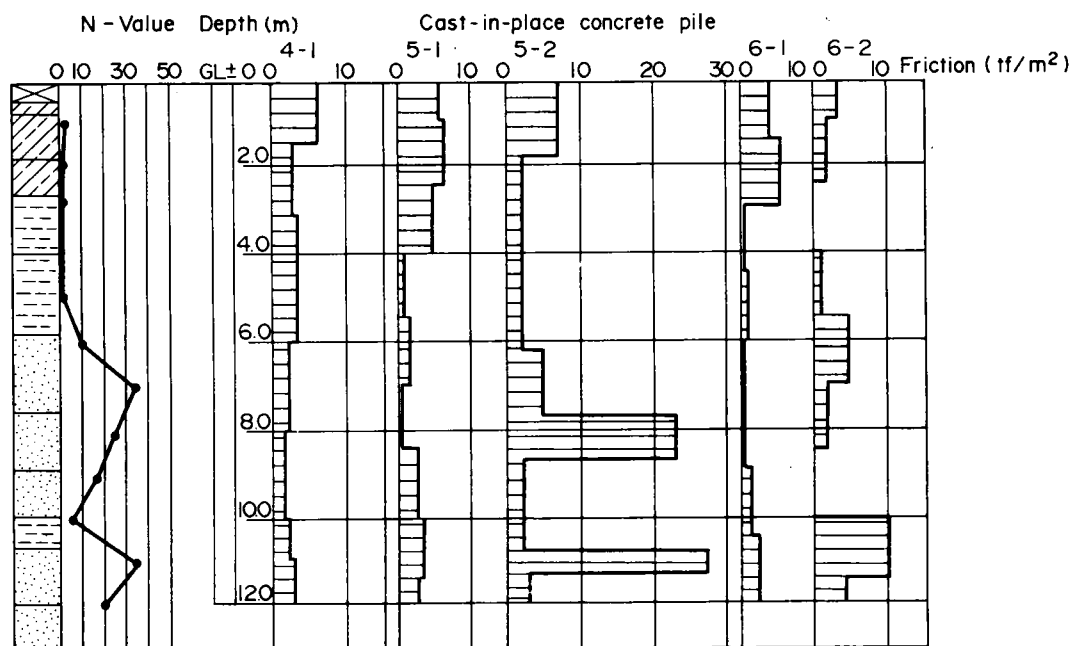 N-Value Depth (m) Cast-in-place concrete pile
4-1 5-1 5-2 6-1 6-2
0 10 30 50 GL± 0 10 0 10 0 10 20 30 0 10 0 10 Friction (tf/m²)
2.0
4.0
6.0
8.0
10.0
12.0